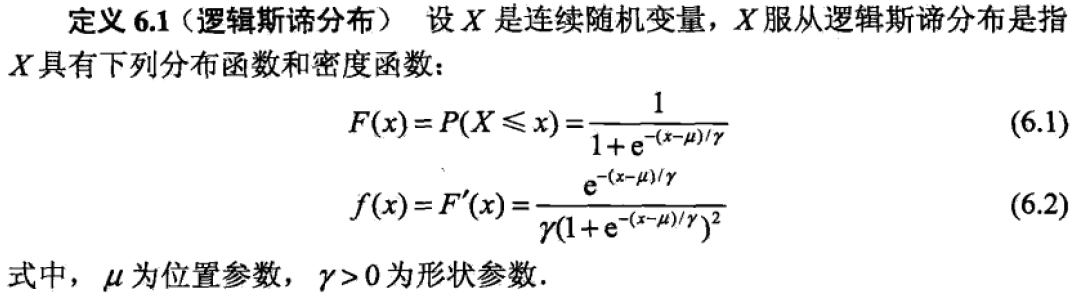 定义 6.1（逻辑斯谛分布） 设 X 是连续随机变量，X 服从逻辑斯谛分布是指
X 具有下列分布函数和密度函数：
F(x) = P(X ≤ x) = \frac{1}{1+e^{-(x-μ)/γ}} (6.1)
f(x) = F'(x) = \frac{e^{-(x-μ)/γ}}{γ(1+e^{-(x-μ)/γ})^2} (6.2)
式中，μ 为位置参数，γ > 0 为形状参数．